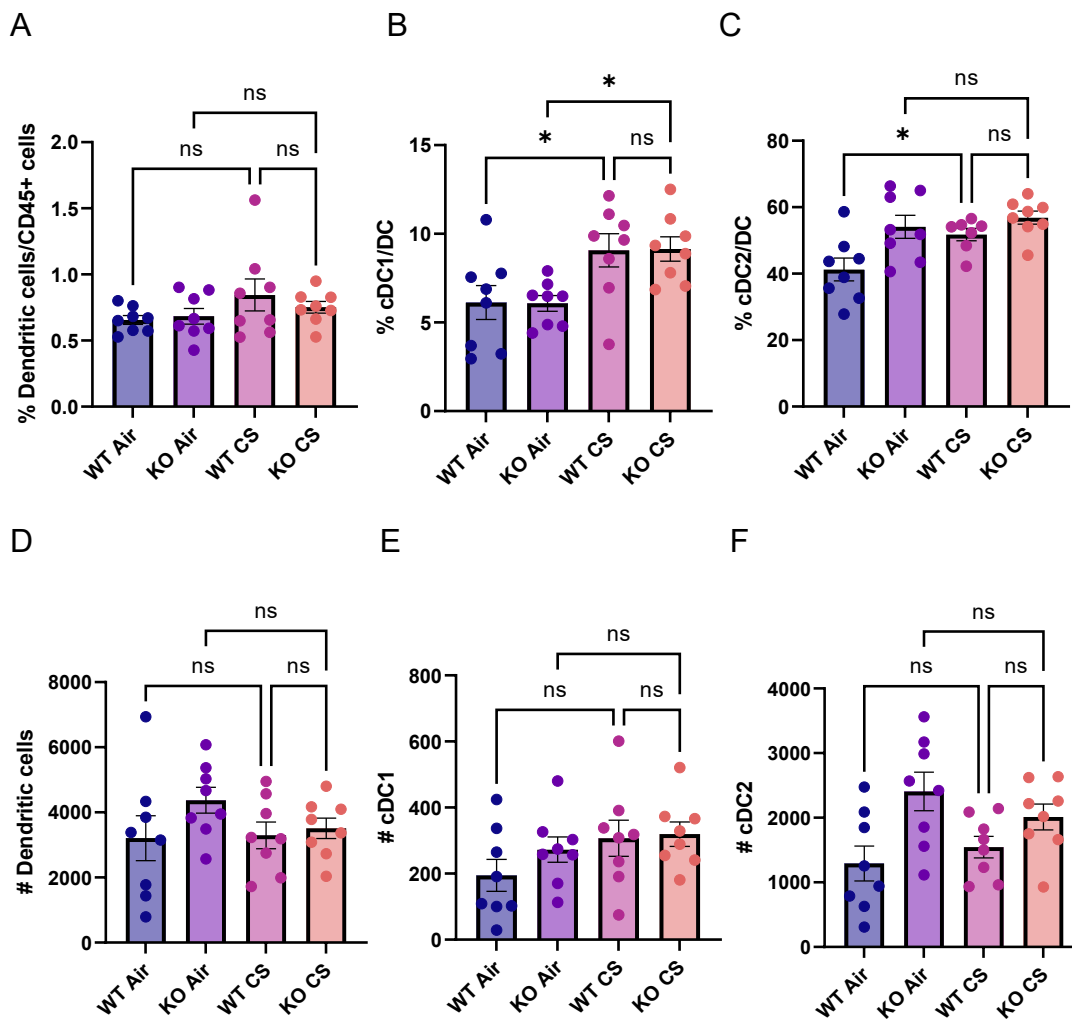 A
B
C
ns
ns
ns
% Dendritic cells/CD45+ cells
2.0
1.5
1.0
0.5
0.0
WT Air
KO Air
WT CS
KO CS
*
*
ns
% cDC1/DC
15
10
5
0
WT Air
KO Air
WT CS
KO CS
ns
*
ns
% cDC2/DC
80
60
40
20
0
WT Air
KO Air
WT CS
KO CS
D
E
F
ns
ns
ns
# Dendritic cells
8000
6000
4000
2000
0
WT Air
KO Air
WT CS
KO CS
ns
ns
ns
# cDC1
800
600
400
200
0
WT Air
KO Air
WT CS
KO CS
ns
ns
ns
# cDC2
4000
3000
2000
1000
0
WT Air
KO Air
WT CS
KO CS